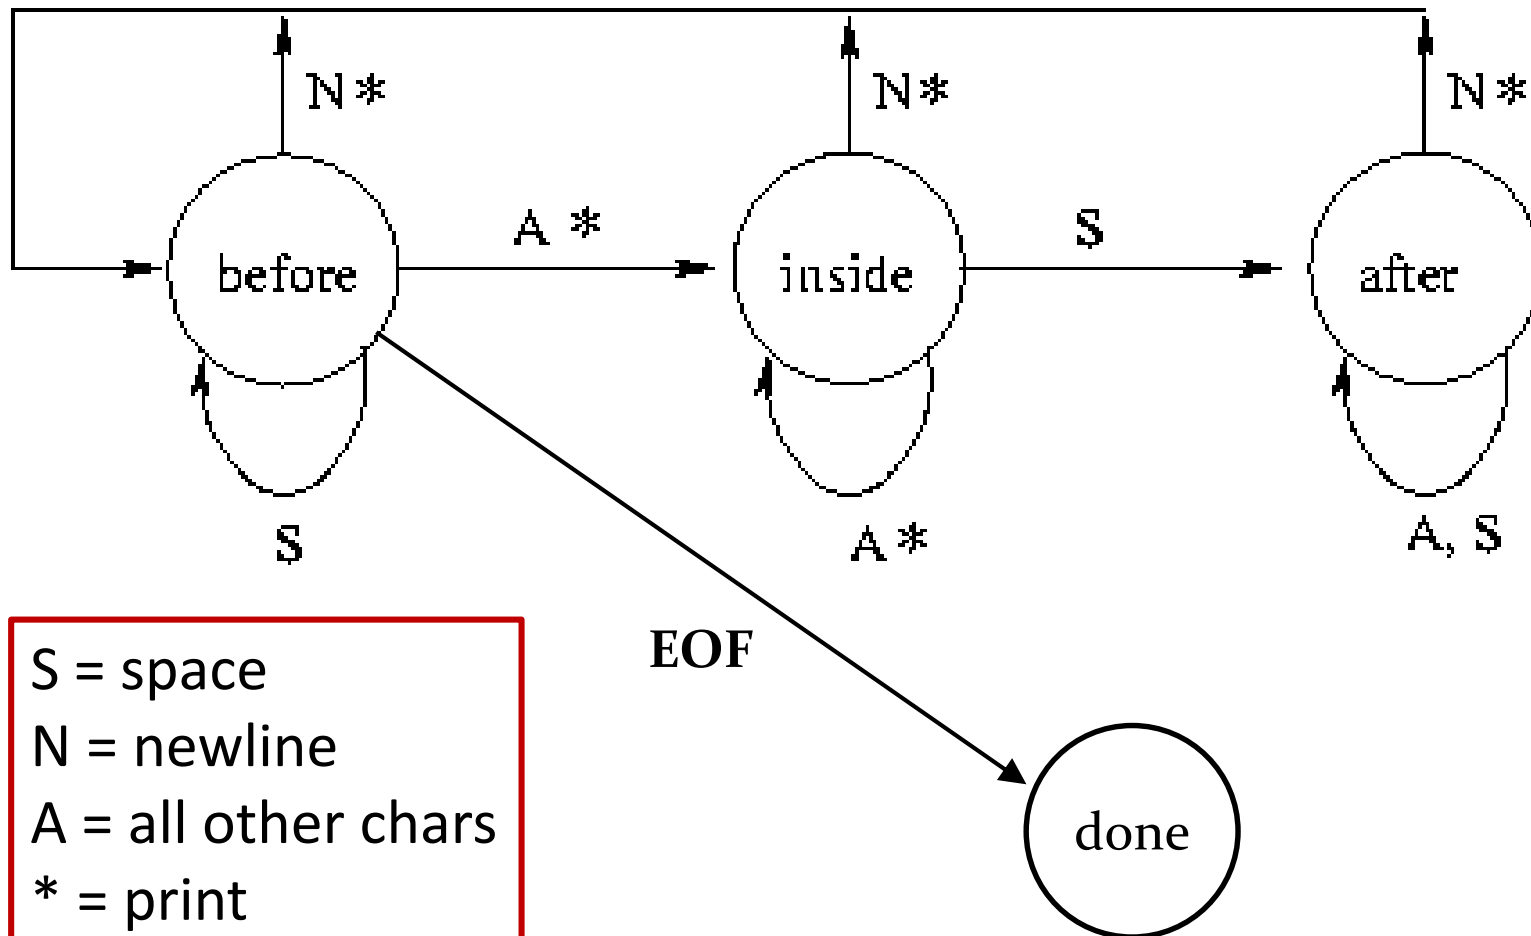 N *
N *
N *
A *
S
before
inside
after
S
A *
A, S
EOF
S = space
N = newline
A = all other chars
* = print
done